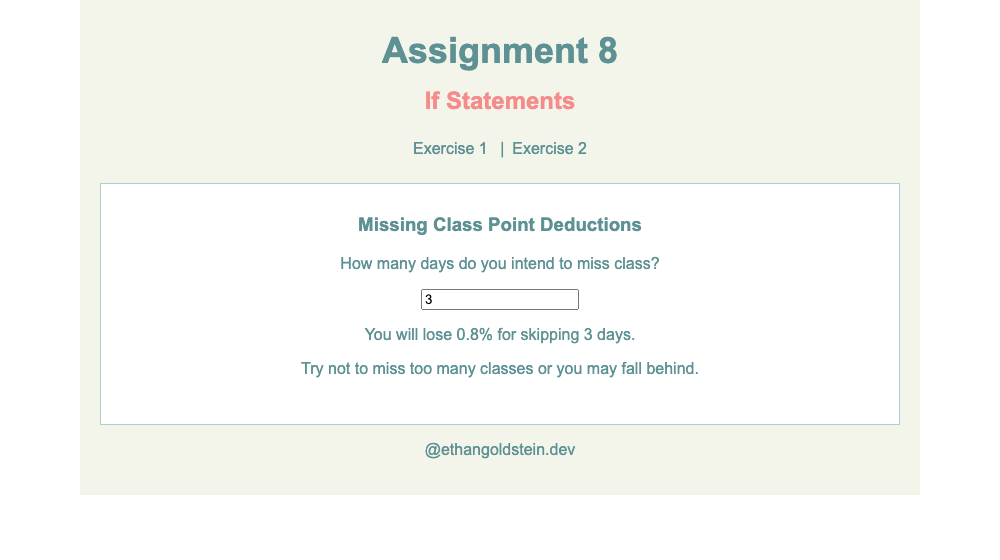 Assignment 8
If Statements
Exercise 1 | Exercise 2
Missing Class Point Deductions
How many days do you intend to miss class?
3
You will lose 0.8% for skipping 3 days.
Try not to miss too many classes or you may fall behind.
@ethangoldstein.dev